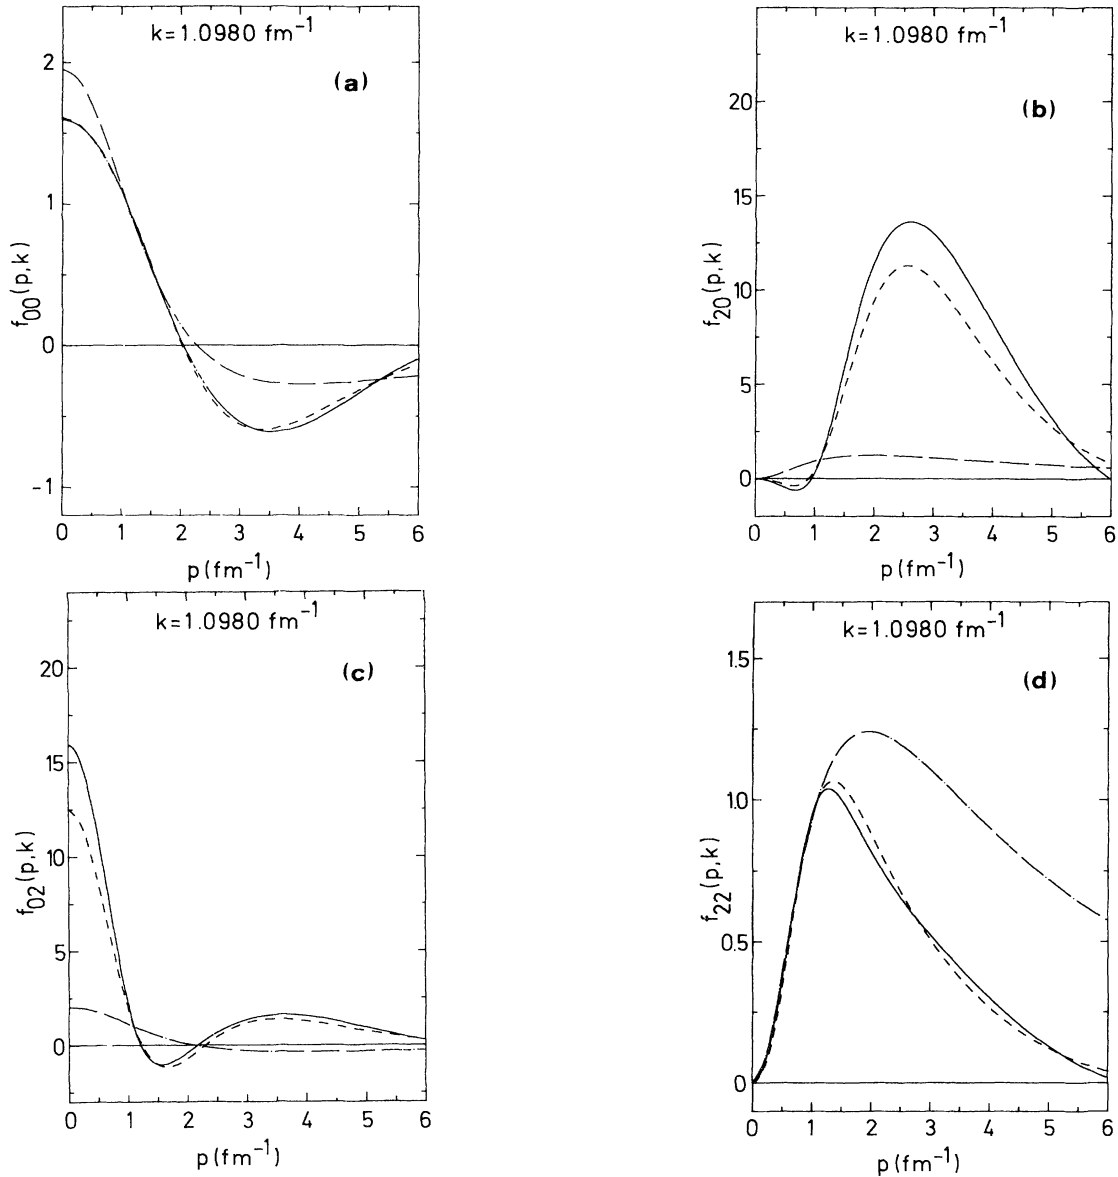 k=1.0980 fm⁻¹
(a)
2
1
0
-1
f₀₀(p,k)
0 1 2 3 4 5 6
p(fm⁻¹)
k=1.0980 fm⁻¹
(b)
20
15
10
5
0
f₂₀(p,k)
0 1 2 3 4 5 6
p(fm⁻¹)
k=1.0980 fm⁻¹
(c)
20
15
10
5
0
f₀₂(p,k)
0 1 2 3 4 5 6
p(fm⁻¹)
k=1.0980 fm⁻¹
(d)
1.5
1.0
0.5
0
f₂₂(p,k)
0 1 2 3 4 5 6
p(fm⁻¹)